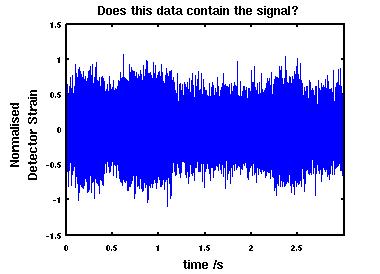 Does this data contain the signal?
1.5
1
0.5
0
-0.5
-1
-1.5
Normalised
Detector Strain
0 0.5 1 1.5 2 2.5
time /s